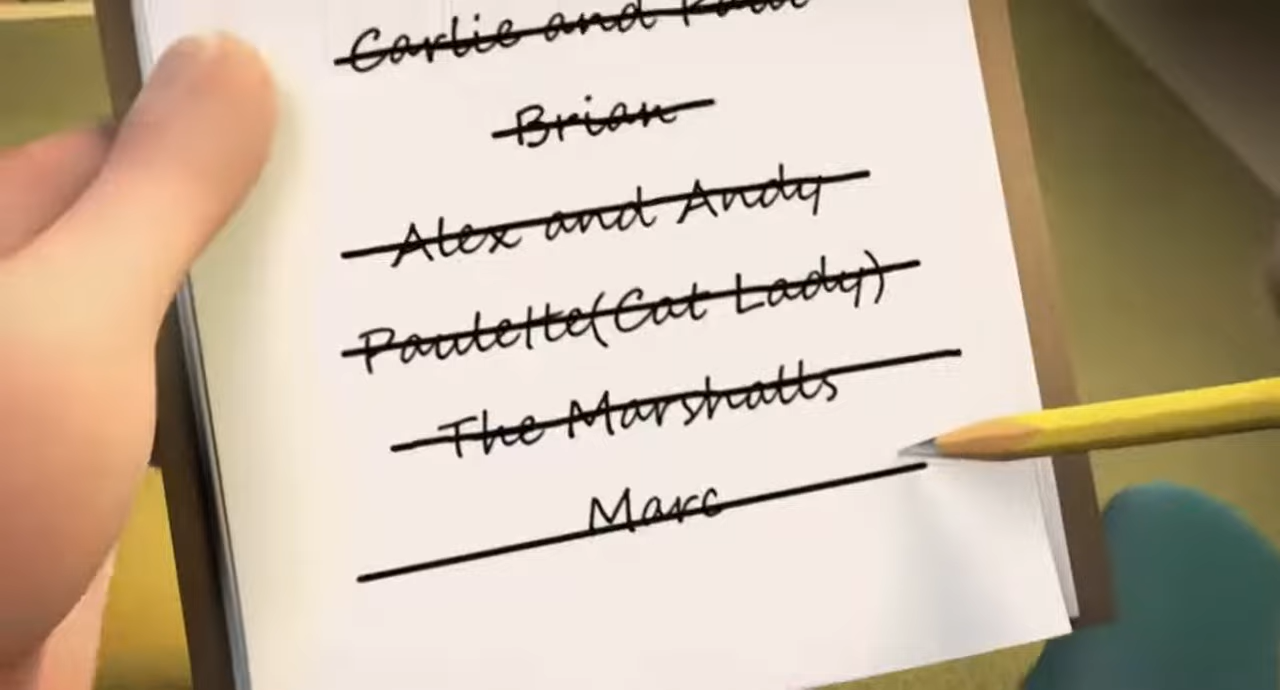 Carlie and
Brian
Alex and Andy
Paulette(Cat Lady)
The Marshalls
Marc